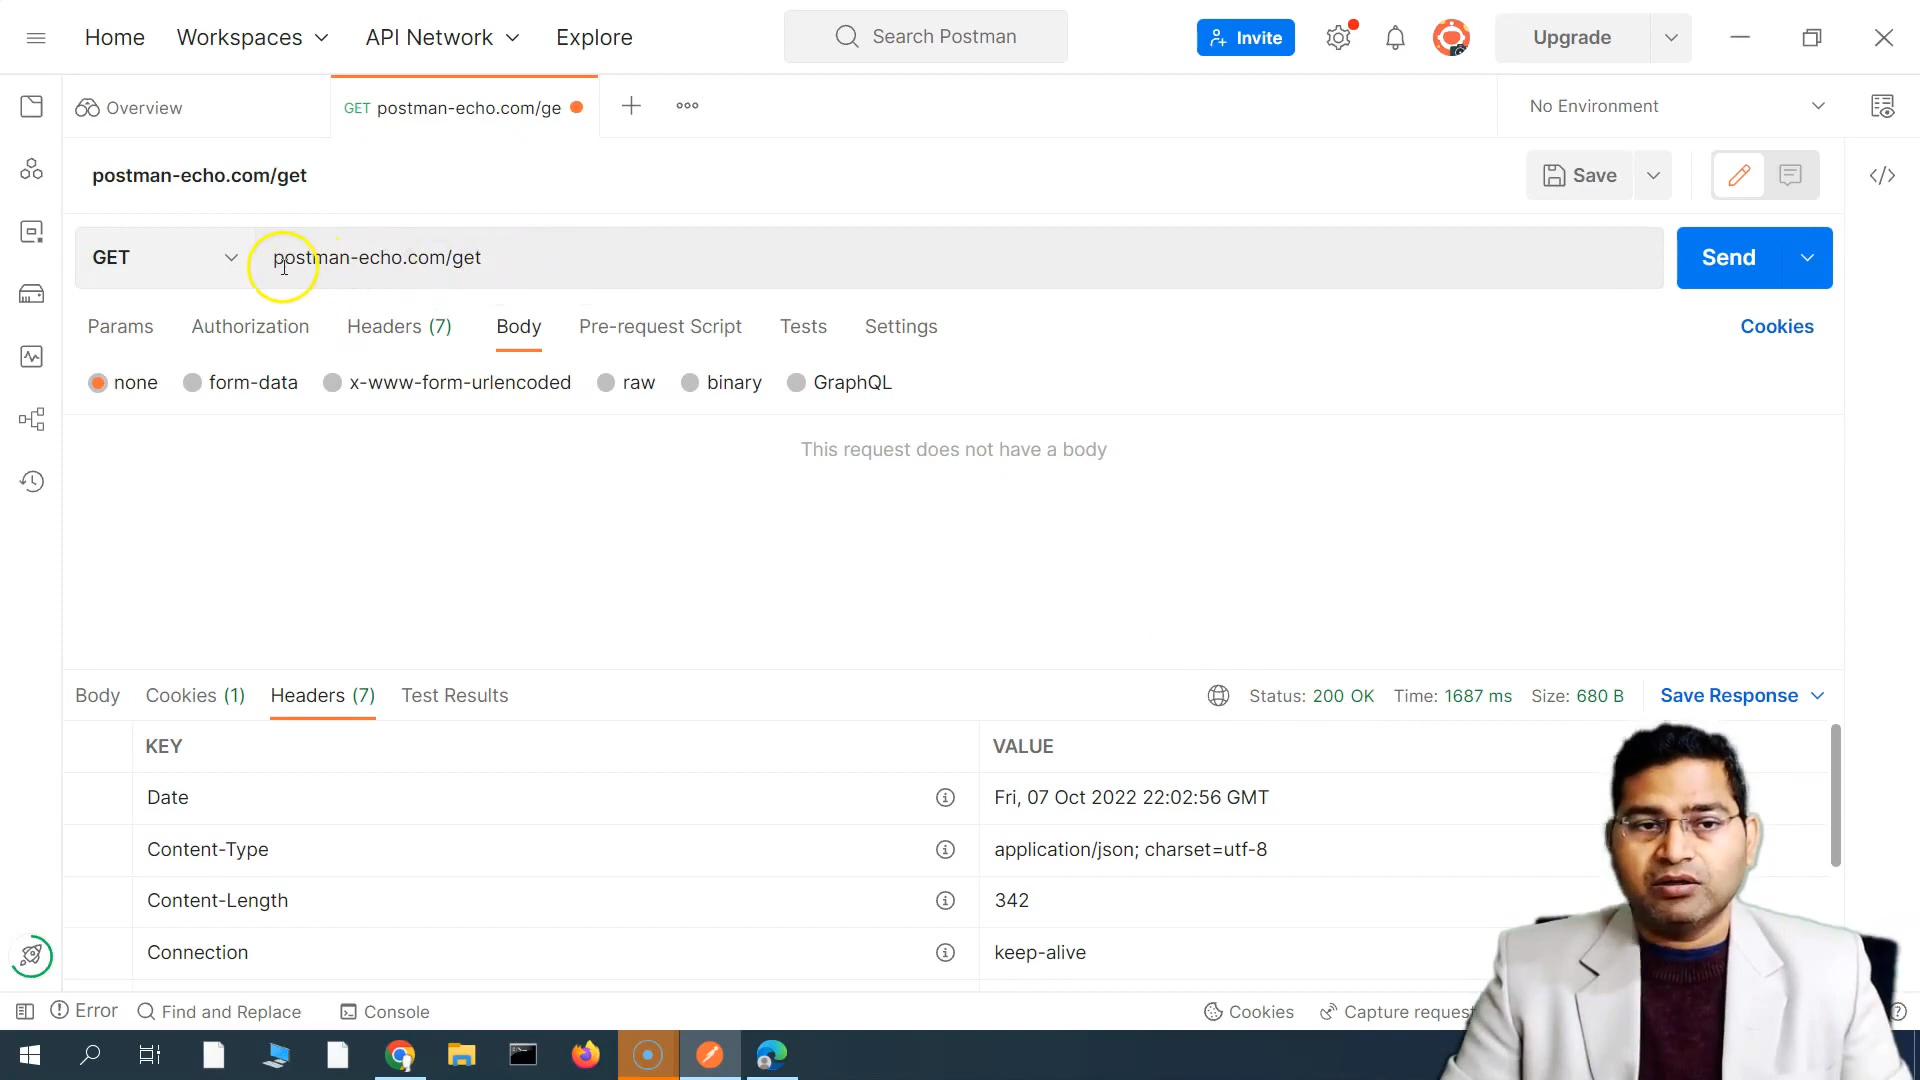 Home Workspaces API Network Explore Search Postman Invite Upgrade
Overview GET postman-echo.com/ge No Environment
postman-echo.com/get Save
GET postman-echo.com/get Send
Params Authorization Headers (7) Body Pre-request Script Tests Settings Cookies
none form-data x-www-form-urlencoded raw binary GraphQL
This request does not have a body
Body Cookies (1) Headers (7) Test Results Status: 200 OK Time: 1687 ms Size: 680 B Save Response
KEY VALUE
Date Fri, 07 Oct 2022 22:02:56 GMT
Content-Type application/json; charset=utf-8
Content-Length 342
Connection keep-alive
Error Find and Replace Console Cookies Capture request